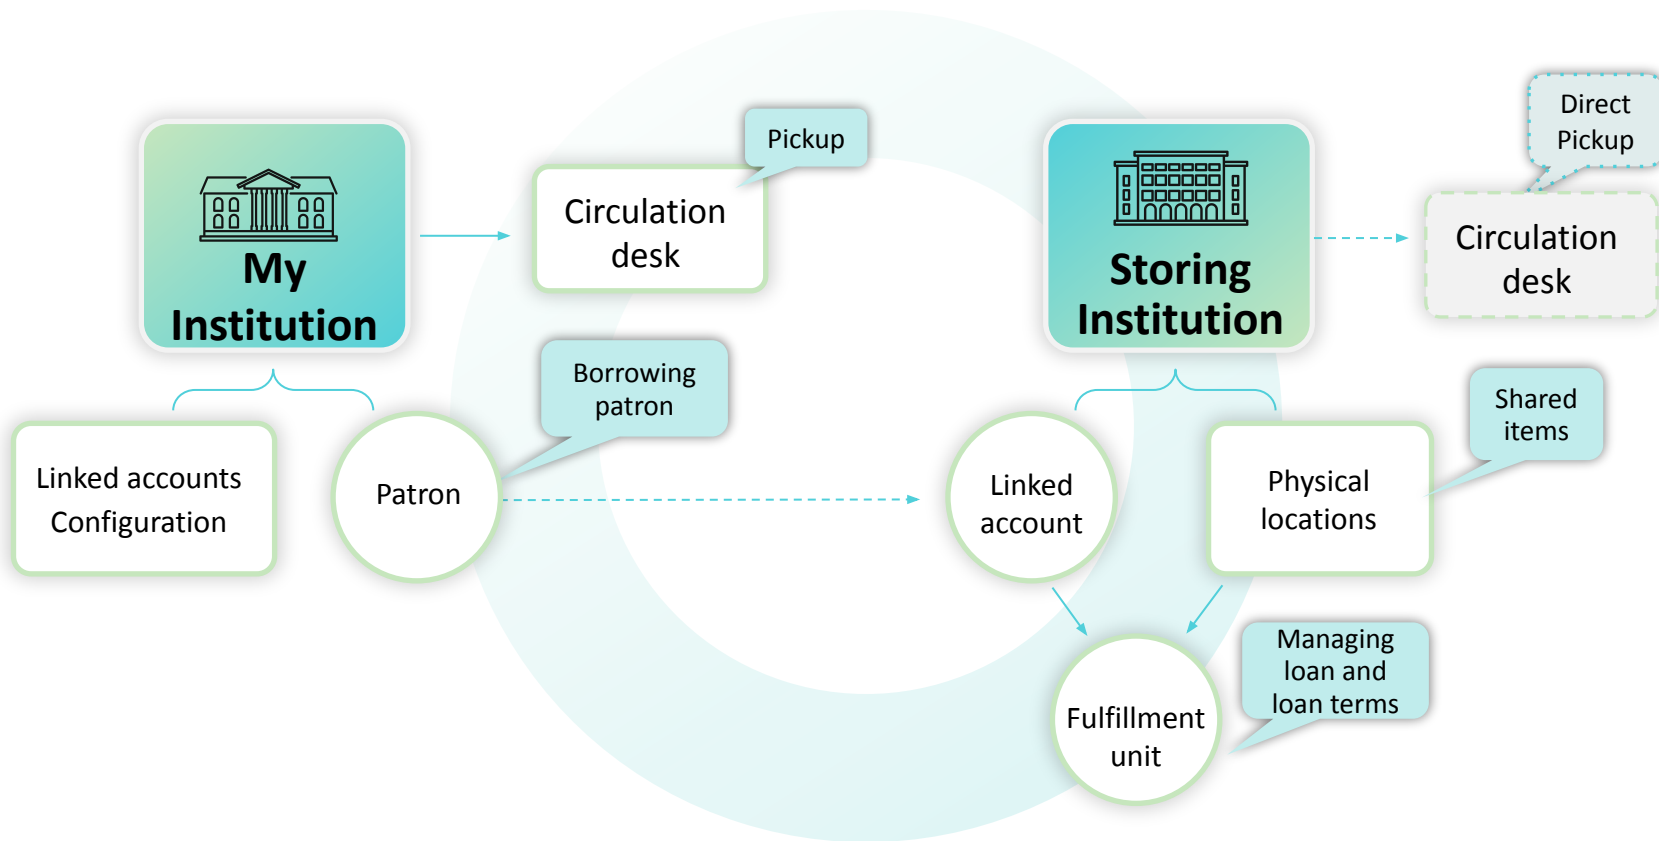 My
Institution
Pickup
Circulation
desk
Storing
Institution
Direct
Pickup
Circulation
desk
Linked accounts
Configuration
Patron
Borrowing
patron
Linked
account
Physical
locations
Shared
items
Fulfillment
unit
Managing
loan and
loan terms